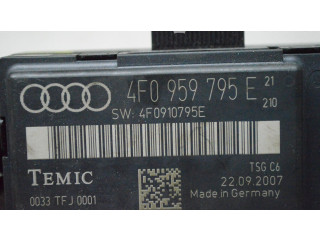 4F0 959 795 E 21
210
SW: 4F0910795E
TEMIC
TSG C6
22.09.2007
0033 TFJ 0001
Made in Germany